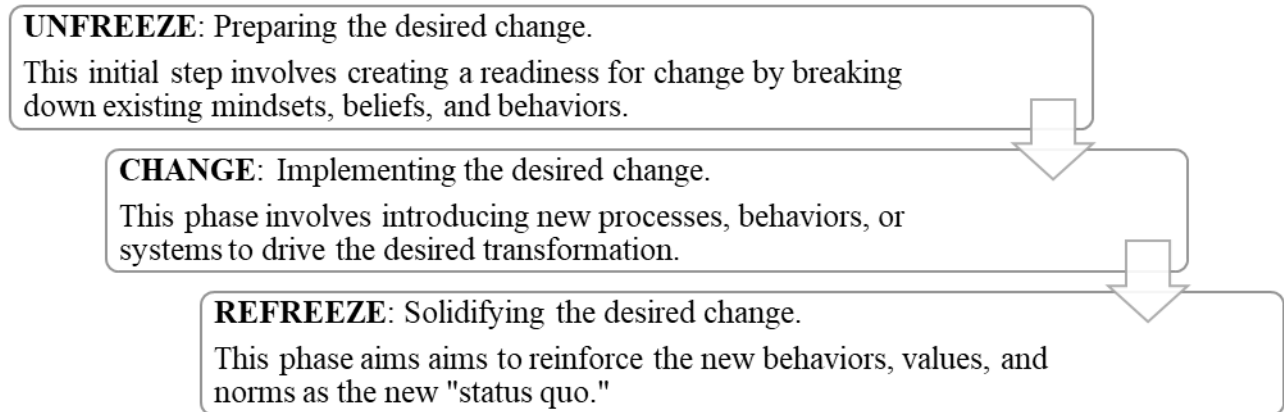 UNFREEZE: Preparing the desired change.
This initial step involves creating a readiness for change by breaking
down existing mindsets, beliefs, and behaviors.
CHANGE: Implementing the desired change.
This phase involves introducing new processes, behaviors, or
systems to drive the desired transformation.
REFREEZE: Solidifying the desired change.
This phase aims aims to reinforce the new behaviors, values, and
norms as the new "status quo."